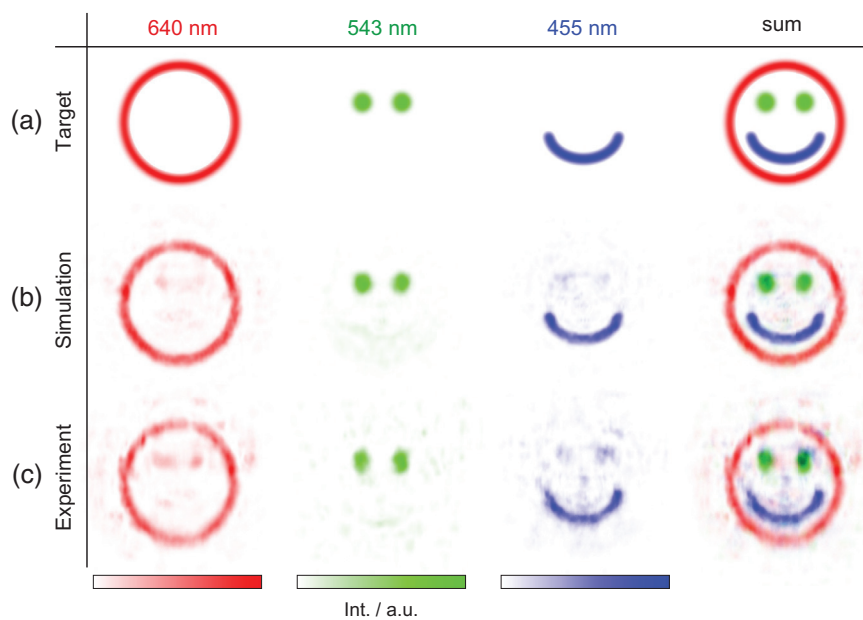 640 nm 543 nm 455 nm sum
(a) Target
(b) Simulation
(c) Experiment
Int. / a.u.